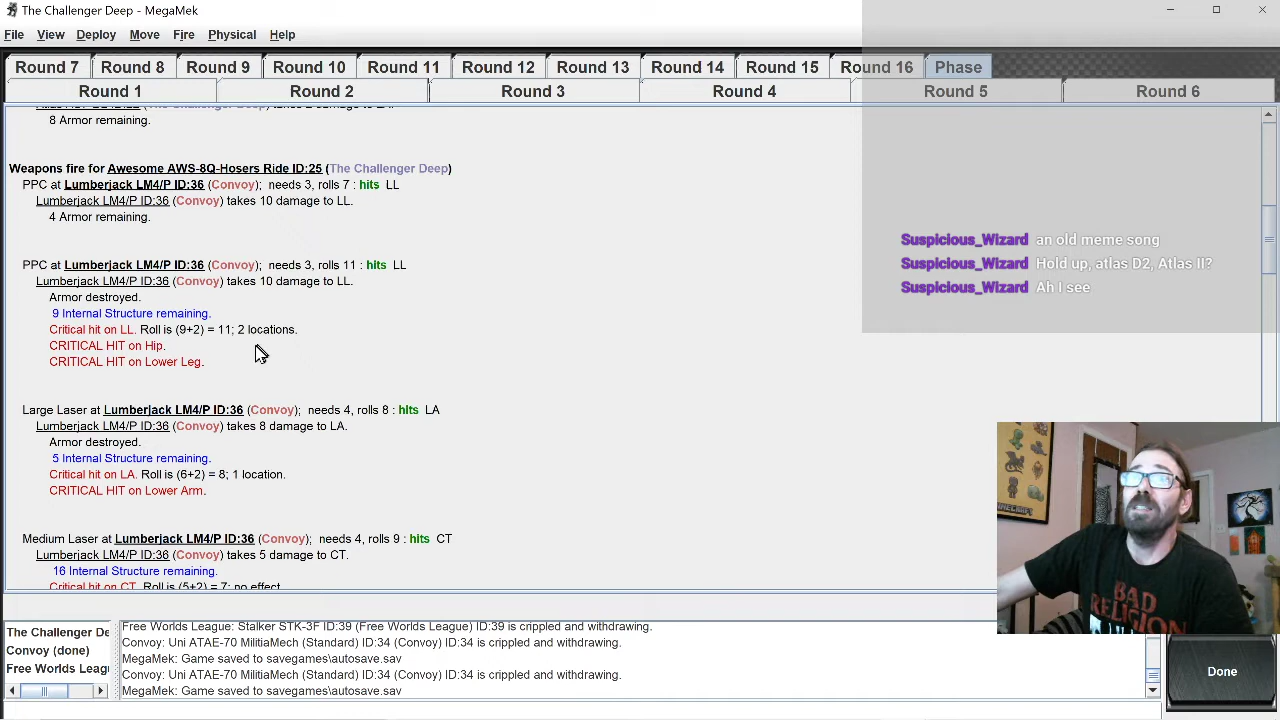 The Challenger Deep - MegaMek
File View Deploy Move Fire Physical Help
Round 7 Round 8 Round 9 Round 10 Round 11 Round 12 Round 13 Round 14 Round 15 Round 16 Phase
Round 1 Round 2 Round 3 Round 4 Round 5 Round 6
8 Armor remaining.
Weapons fire for Awesome AWS-8Q-Hosers Ride ID:25 (The Challenger Deep)
PPC at Lumberjack LM4/P ID:36 (Convoy); needs 3, rolls 7 : hits LL
Lumberjack LM4/P ID:36 (Convoy) takes 10 damage to LL.
4 Armor remaining.
PPC at Lumberjack LM4/P ID:36 (Convoy); needs 3, rolls 11 : hits LL
Lumberjack LM4/P ID:36 (Convoy) takes 10 damage to LL.
Armor destroyed.
9 Internal Structure remaining.
Critical hit on LL. Roll is (9+2) = 11; 2 locations.
CRITICAL HIT on Hip.
CRITICAL HIT on Lower Leg.
Large Laser at Lumberjack LM4/P ID:36 (Convoy); needs 4, rolls 8 : hits LA
Lumberjack LM4/P ID:36 (Convoy) takes 8 damage to LA.
Armor destroyed.
5 Internal Structure remaining.
Critical hit on LA. Roll is (6+2) = 8; 1 location.
CRITICAL HIT on Lower Arm.
Medium Laser at Lumberjack LM4/P ID:36 (Convoy); needs 4, rolls 9 : hits CT
Lumberjack LM4/P ID:36 (Convoy) takes 5 damage to CT.
16 Internal Structure remaining.
Critical hit on CT. Roll is (5+2) = 7; no effect.
Suspicious_Wizard an old meme song
Suspicious_Wizard Hold up, atlas D2, Atlas II?
Suspicious_Wizard Ah I see
BAD
RELIGION
The Challenger De
Convoy (done)
Free Worlds Leag
Free Worlds League: Stalker STK-3F ID:39 (Free Worlds League) ID:39 is crippled and withdrawing.
Convoy: Uni ATAE-70 MilitiaMech (Standard) ID:34 (Convoy) ID:34 is crippled and withdrawing.
MegaMek: Game saved to savegames\autosave.sav
Convoy: Uni ATAE-70 MilitiaMech (Standard) ID:34 (Convoy) ID:34 is crippled and withdrawing.
MegaMek: Game saved to savegames\autosave.sav
Done